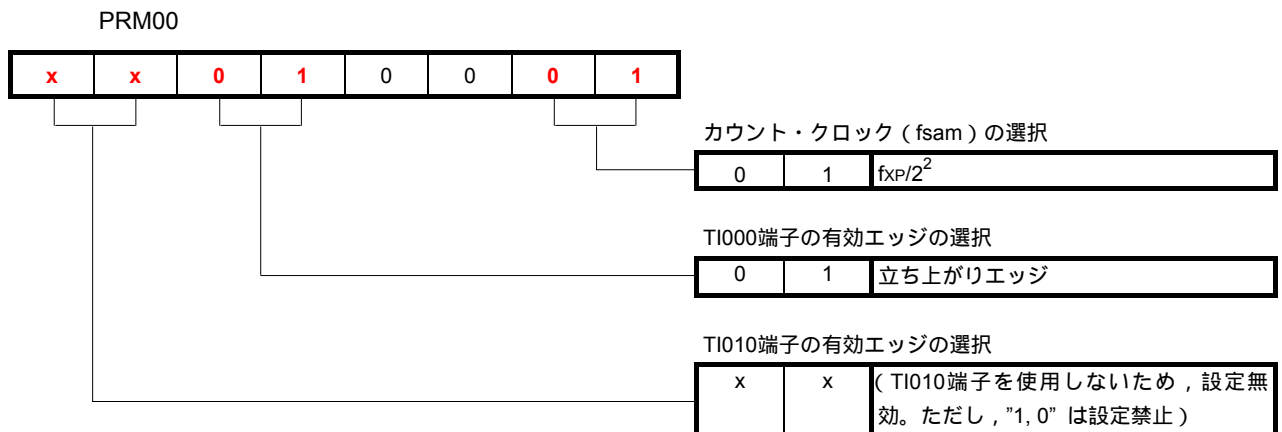 PRM00
x x 0 1 0 0 0 1
カウント・クロック（fsam）の選択
0 1 fXP/2²
TI000端子の有効エッジの選択
0 1 立ち上がりエッジ
TI010端子の有効エッジの選択
x x （TI010端子を使用しないため，設定無
効。ただし，”1, 0” は設定禁止）